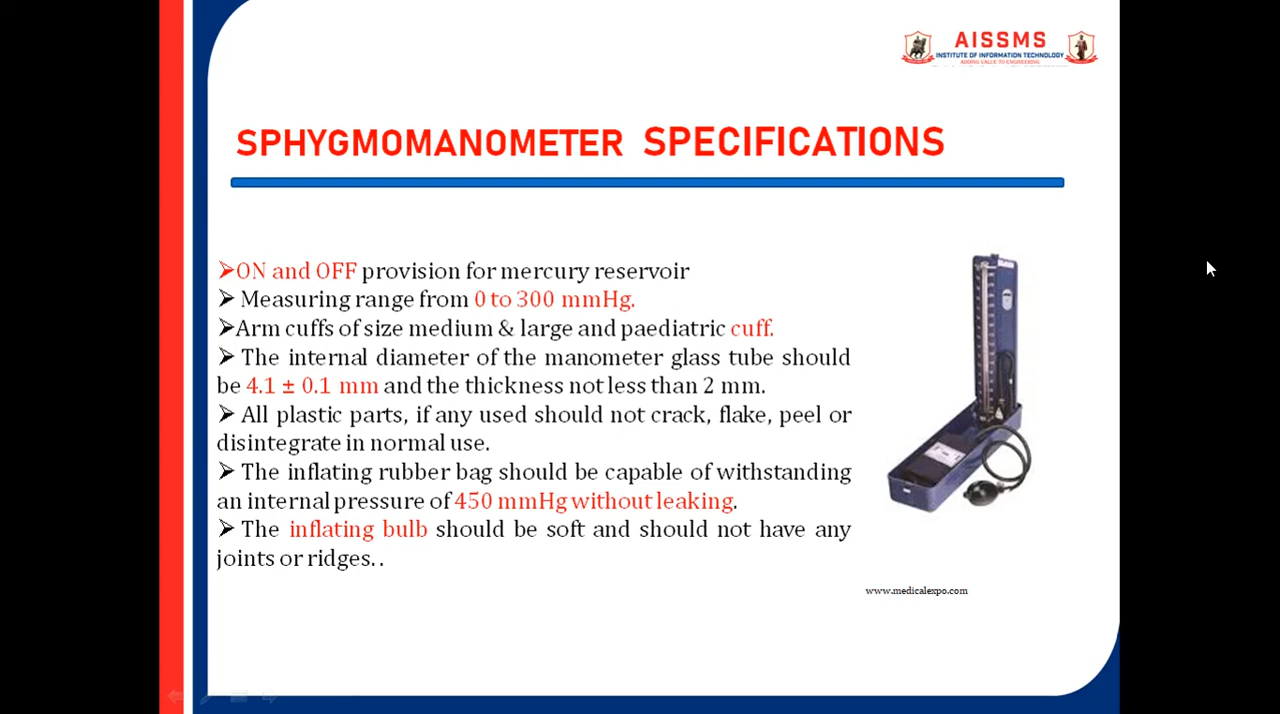 AISSMS
INSTITUTE OF INFORMATION TECHNOLOGY
ADDING VALUE TO ENGINEERING
SPHYGMOMANOMETER SPECIFICATIONS
➢ON and OFF provision for mercury reservoir
➢ Measuring range from 0 to 300 mmHg.
➢Arm cuffs of size medium & large and paediatric cuff.
➢ The internal diameter of the manometer glass tube should
be 4.1 ± 0.1 mm and the thickness not less than 2 mm.
➢ All plastic parts, if any used should not crack, flake, peel or
disintegrate in normal use.
➢ The inflating rubber bag should be capable of withstanding
an internal pressure of 450 mmHg without leaking.
➢ The inflating bulb should be soft and should not have any
joints or ridges. .
www.medicalexpo.com